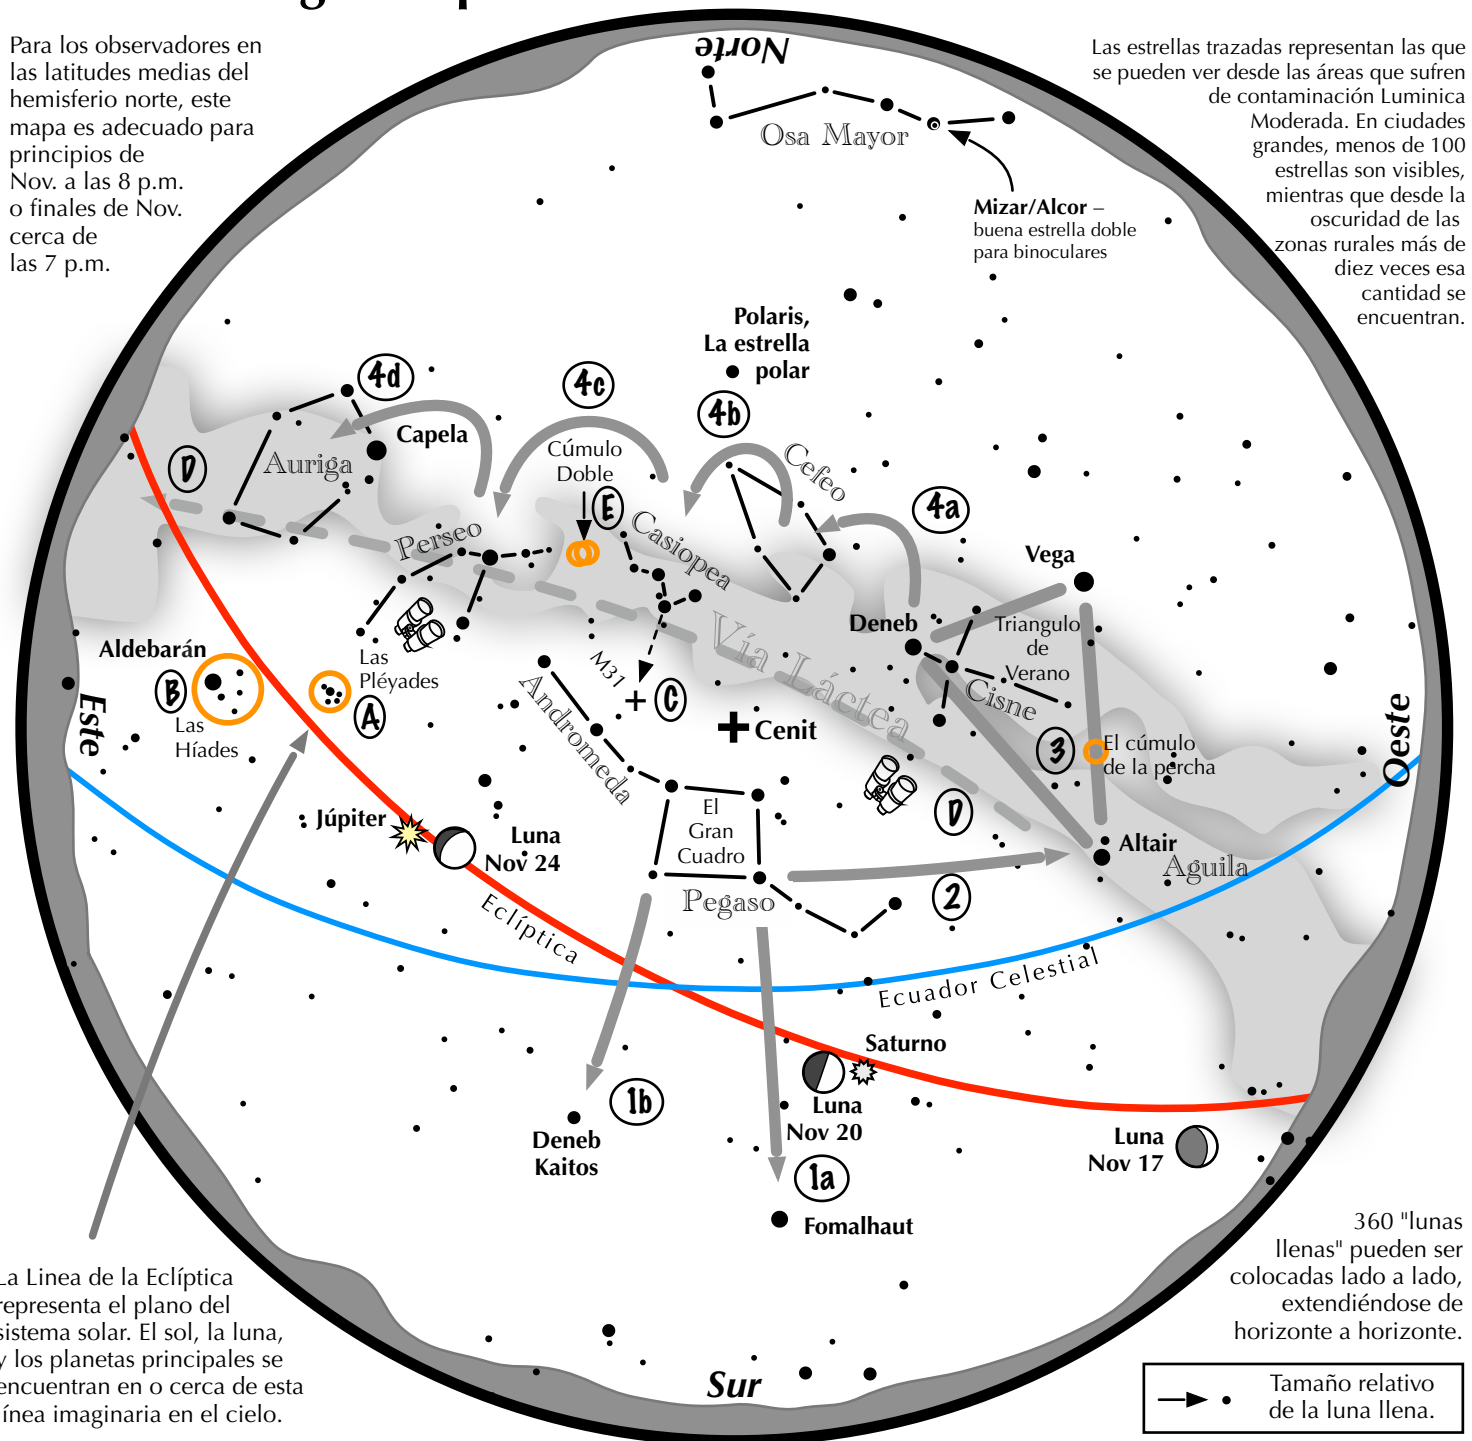 Para los observadores en
las latitudes medias del
hemisferio norte, este
mapa es adecuado para
principios de
Nov. a las 8 p.m.
o finales de Nov.
cerca de
las 7 p.m.
Las estrellas trazadas representan las que
se pueden ver desde las áreas que sufren
de contaminación Luminica
Moderada. En ciudades
grandes, menos de 100
estrellas son visibles,
mientras que desde la
oscuridad de las
zonas rurales más de
diez veces esa
cantidad se
encuentran.
Norte
Osa Mayor
Mizar/Alcor –
buena estrella doble
para binoculares
Polaris,
La estrella
polar
4d
4c
4b
Capela
Auriga
D
Cúmulo
Doble
E
Cefeo
4a
Perseo
Casiopea
Vega
Vía Láctea
Deneb
Triangulo
de
Verano
Cisne
Aldebarán
B
Las
Híades
Las
Pléyades
A
M31
C
Andromeda
Cenit
3
El cúmulo
de la percha
Este
Oeste
Júpiter
Luna
Nov 24
El
Gran
Cuadro
D
Altair
Aguila
Pegaso
2
Eclíptica
Ecuador Celestial
Saturno
Luna
Nov 20
1b
Deneb
Kaitos
Luna
Nov 17
1a
Fomalhaut
La Linea de la Eclíptica
representa el plano del
sistema solar. El sol, la luna,
y los planetas principales se
encuentran en o cerca de esta
línea imaginaria en el cielo.
360 "lunas
llenas" pueden ser
colocadas lado a lado,
extendiéndose de
horizonte a horizonte.
Sur
Tamaño relativo
de la luna llena.